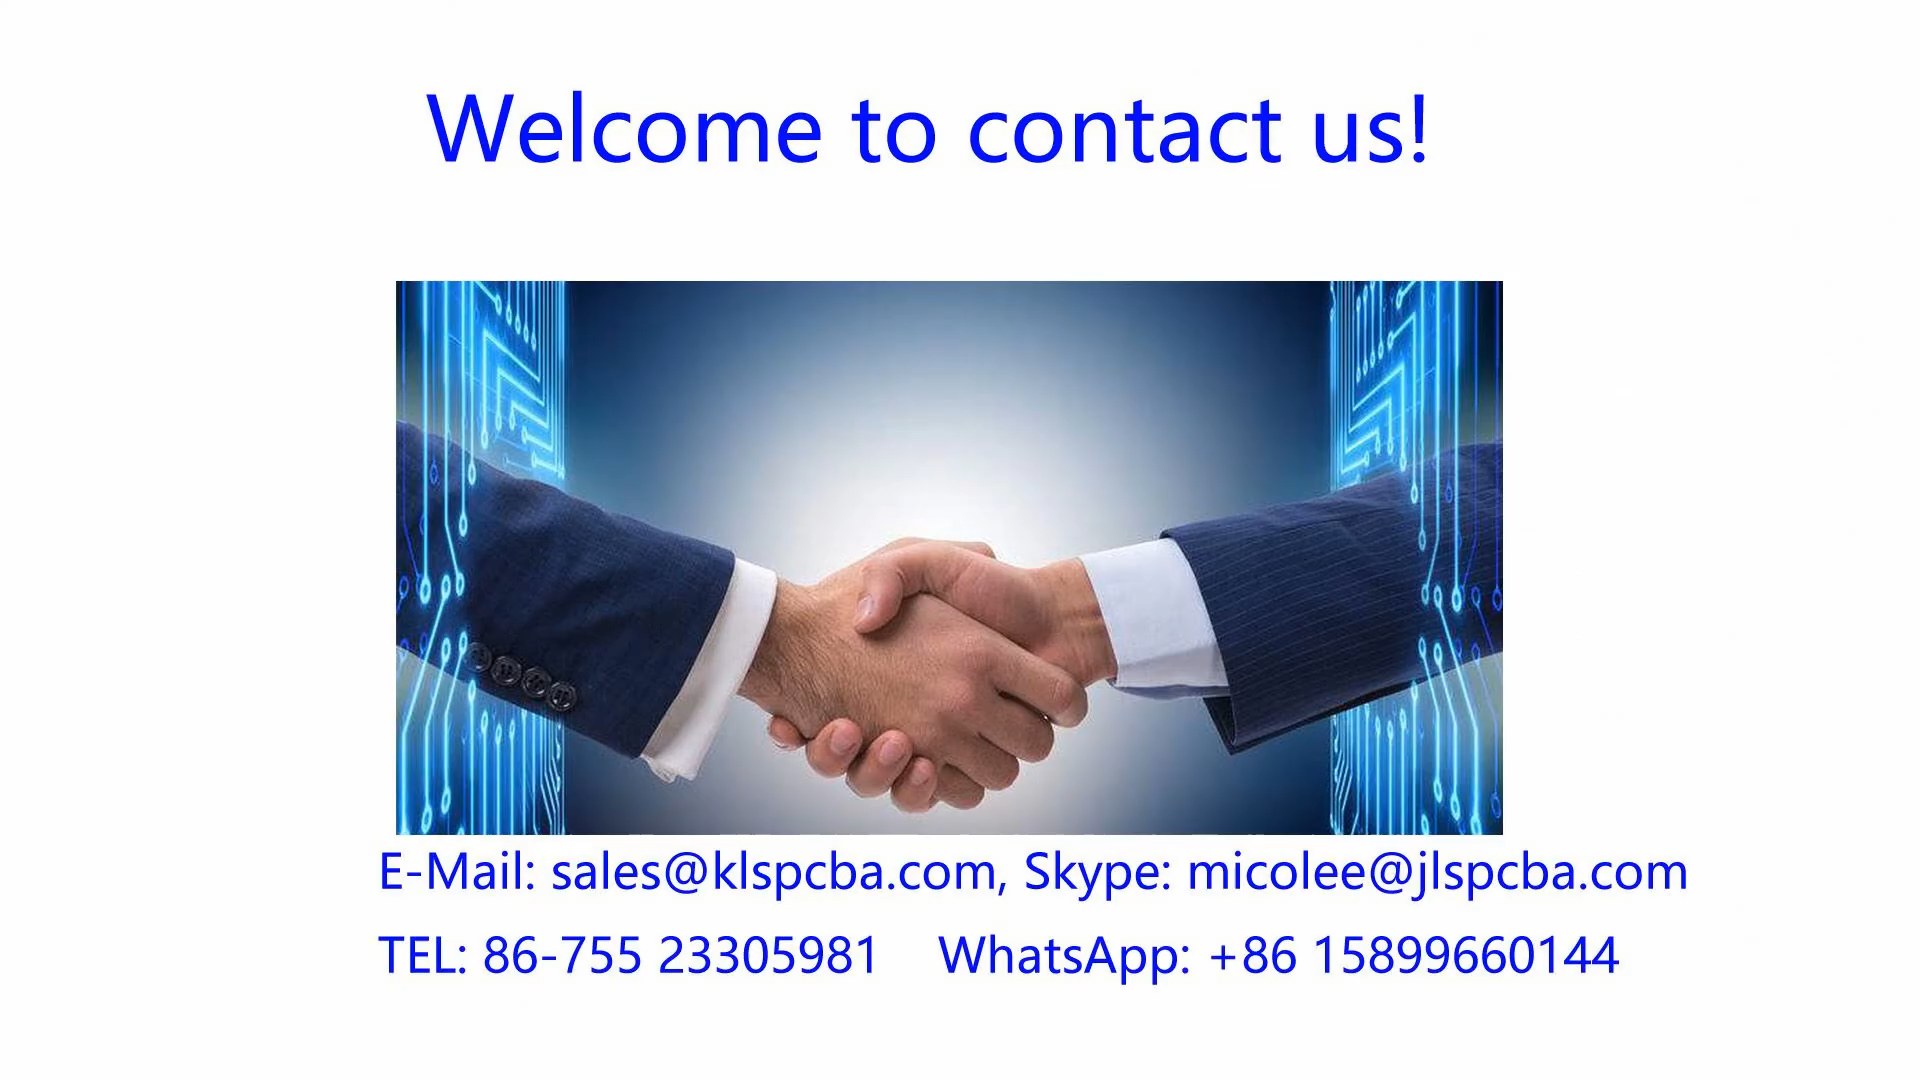 Welcome to contact us!
E-Mail: sales@klspcba.com, Skype: micolee@jlspcba.com
TEL: 86-755 23305981 WhatsApp: +86 15899660144